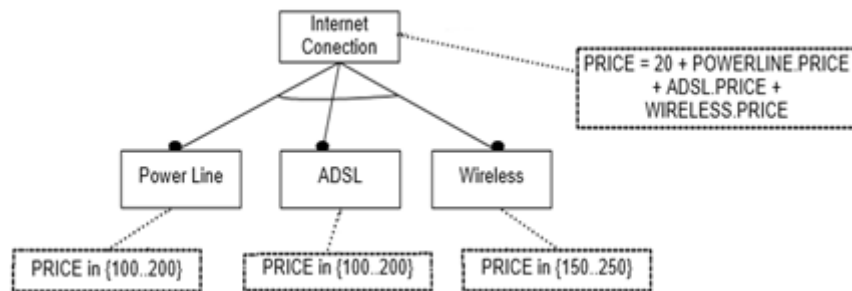 Internet
Conection
PRICE = 20 + POWERLINE.PRICE
+ ADSL.PRICE +
WIRELESS.PRICE
Power Line
ADSL
Wireless
PRICE in {100..200}
PRICE in {100..200}
PRICE in {150..250}